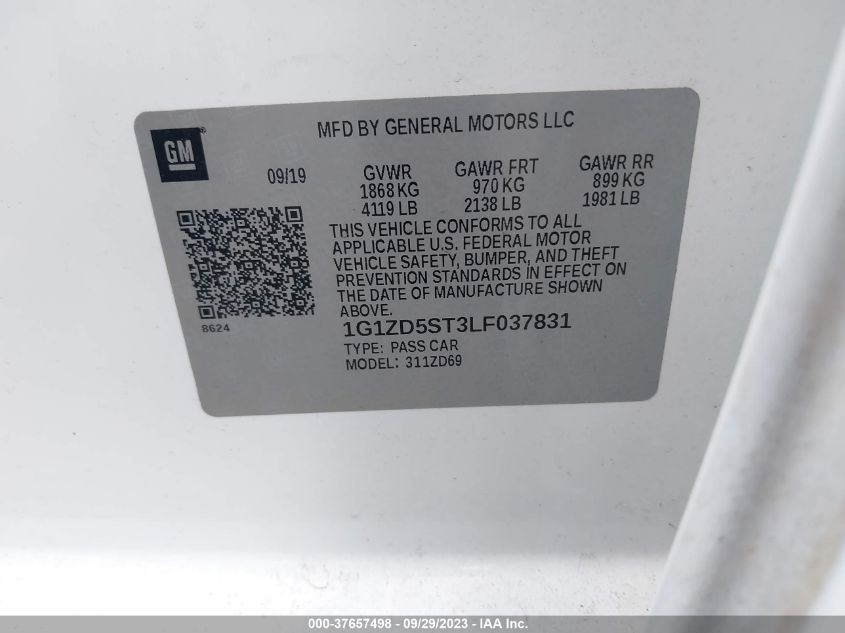 GM®
MFD BY GENERAL MOTORS LLC
09/19 GVWR GAWR FRT GAWR RR
1868 KG 970 KG 899 KG
4119 LB 2138 LB 1981 LB
THIS VEHICLE CONFORMS TO ALL
APPLICABLE U.S. FEDERAL MOTOR
VEHICLE SAFETY, BUMPER, AND THEFT
PREVENTION STANDARDS IN EFFECT ON
THE DATE OF MANUFACTURE SHOWN
ABOVE.
8624
1G1ZD5ST3LF037831
TYPE: PASS CAR
MODEL: 311ZD69
000-37657498 - 09/29/2023 - IAA Inc.